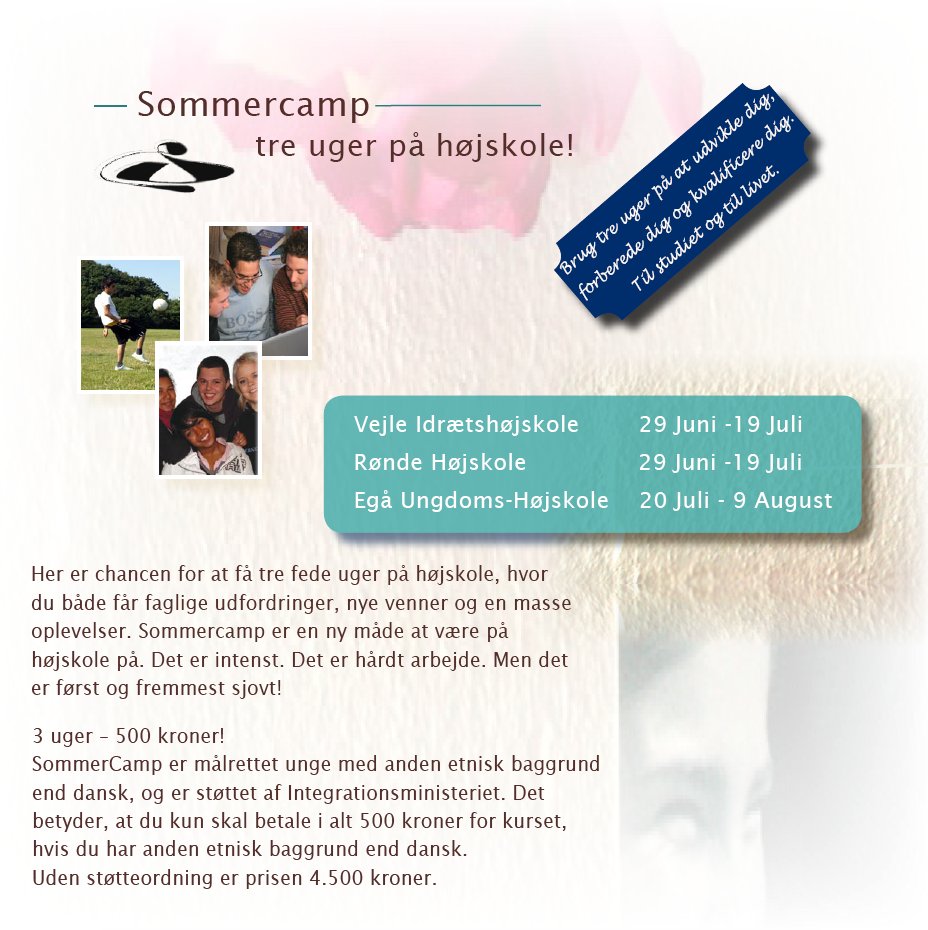 Sommercamp
tre uger på højskole!
Brug tre uger på at udvikle dig,
forberede dig og kvalificere dig.
Til studiet og til livet.
BOSS
Vejle Idrætshøjskole 29 Juni -19 Juli
Rønde Højskole 29 Juni -19 Juli
Egå Ungdoms-Højskole 20 Juli - 9 August
Her er chancen for at få tre fede uger på højskole, hvor
du både får faglige udfordringer, nye venner og en masse
oplevelser. Sommercamp er en ny måde at være på
højskole på. Det er intenst. Det er hårdt arbejde. Men det
er først og fremmest sjovt!
3 uger – 500 kroner!
SommerCamp er målrettet unge med anden etnisk baggrund
end dansk, og er støttet af Integrationsministeriet. Det
betyder, at du kun skal betale i alt 500 kroner for kurset,
hvis du har anden etnisk baggrund end dansk.
Uden støtteordning er prisen 4.500 kroner.